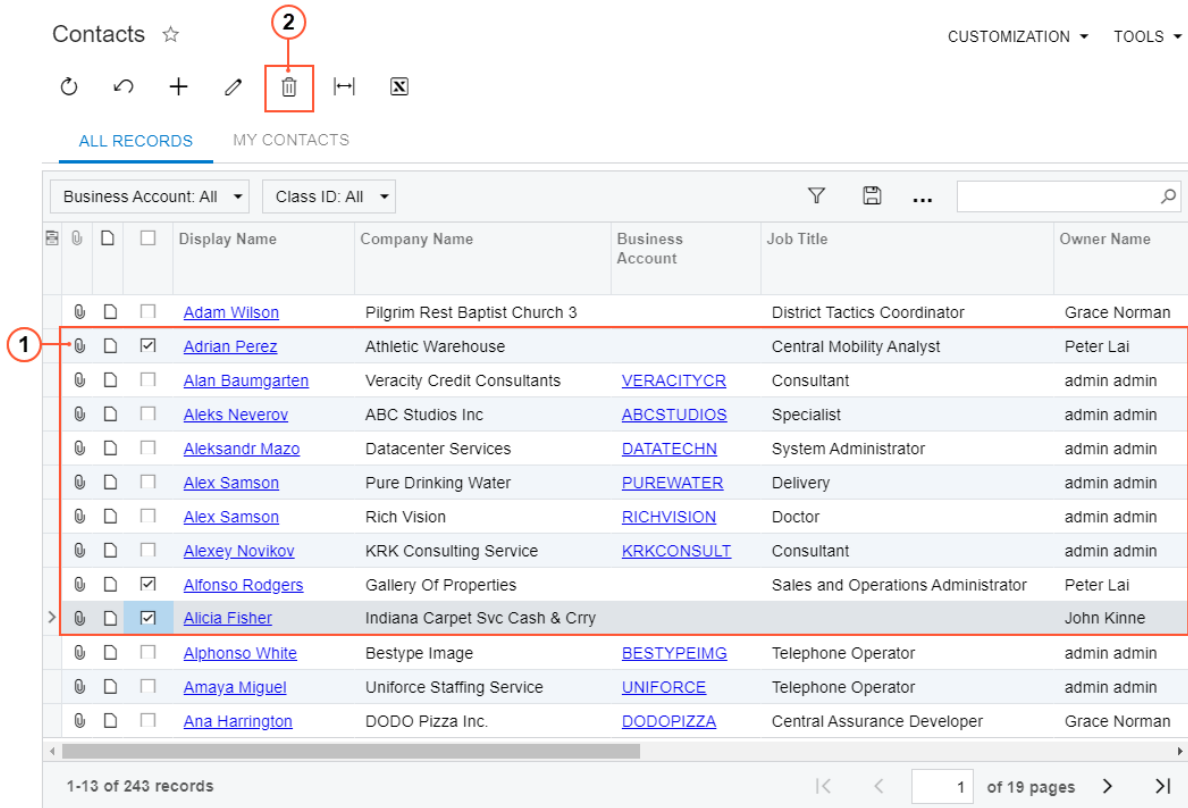 2
Contacts
CUSTOMIZATION TOOLS
ALL RECORDS MY CONTACTS
Business Account: All Class ID: All ...
Display Name Company Name Business Account Job Title Owner Name
Adam Wilson Pilgrim Rest Baptist Church 3 District Tactics Coordinator Grace Norman
1
Adrian Perez Athletic Warehouse Central Mobility Analyst Peter Lai
Alan Baumgarten Veracity Credit Consultants VERACITYCR Consultant admin admin
Aleks Neverov ABC Studios Inc ABCSTUDIOS Specialist admin admin
Aleksandr Mazo Datacenter Services DATATECHN System Administrator admin admin
Alex Samson Pure Drinking Water PUREWATER Delivery admin admin
Alex Samson Rich Vision RICHVISION Doctor admin admin
Alexey Novikov KRK Consulting Service KRKCONSULT Consultant admin admin
Alfonso Rodgers Gallery Of Properties Sales and Operations Administrator Peter Lai
Alicia Fisher Indiana Carpet Svc Cash & Crry John Kinne
Alphonso White Bestype Image BESTYPEIMG Telephone Operator admin admin
Amaya Miguel Uniforce Staffing Service UNIFORCE Telephone Operator admin admin
Ana Harrington DODO Pizza Inc. DODOPIZZA Central Assurance Developer Grace Norman
1-13 of 243 records 1 of 19 pages